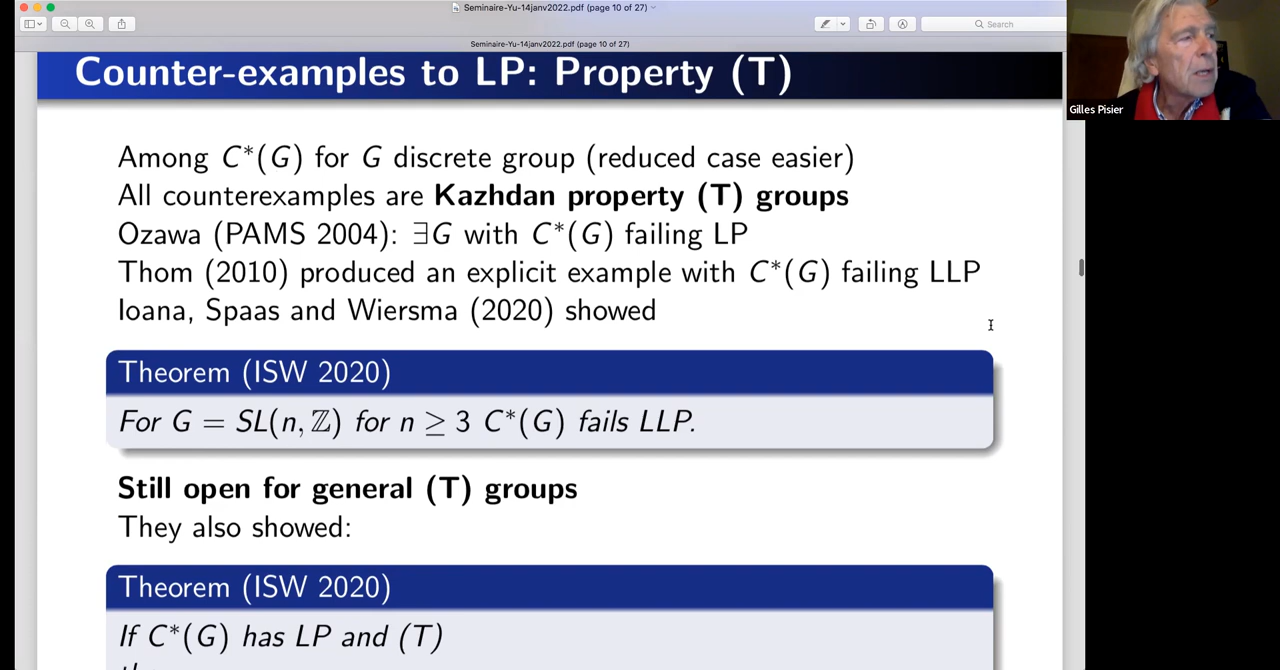 Seminaire-Yu-14janv2022.pdf (page 10 of 27)
Search
Seminaire-Yu-14janv2022.pdf (page 10 of 27)
Counter-examples to LP: Property (T)
Gilles Pisier
Among C*(G) for G discrete group (reduced case easier)
All counterexamples are Kazhdan property (T) groups
Ozawa (PAMS 2004): ∃G with C*(G) failing LP
Thom (2010) produced an explicit example with C*(G) failing LLP
Ioana, Spaas and Wiersma (2020) showed
Theorem (ISW 2020)
For G = SL(n, ℤ) for n ≥ 3 C*(G) fails LLP.
Still open for general (T) groups
They also showed:
Theorem (ISW 2020)
If C*(G) has LP and (T)